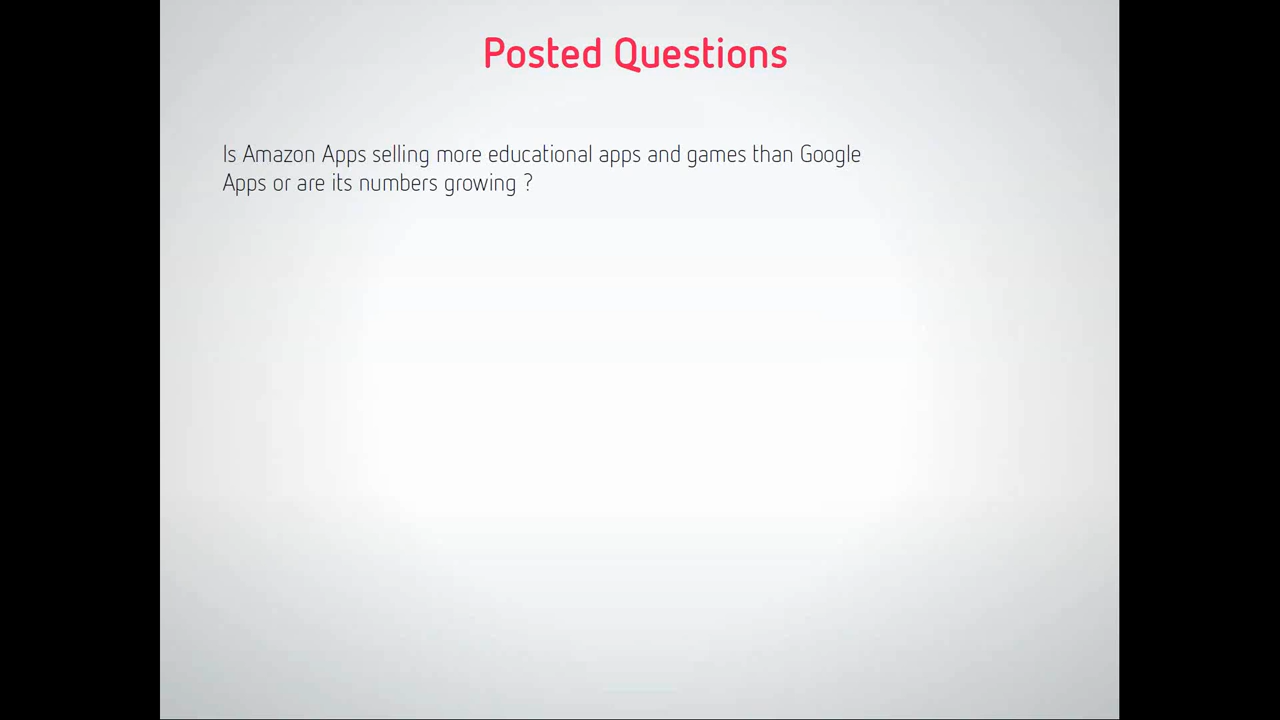 Posted Questions
Is Amazon Apps selling more educational apps and games than Google
Apps or are its numbers growing ?